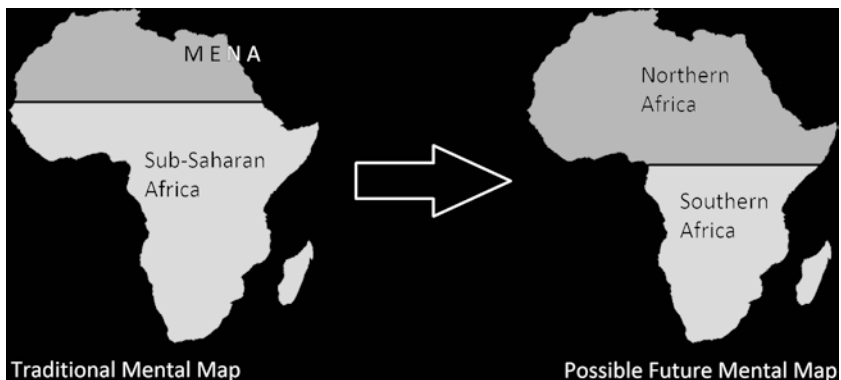 MENA
Sub-Saharan
Africa
Traditional Mental Map
Northern
Africa
Southern
Africa
Possible Future Mental Map